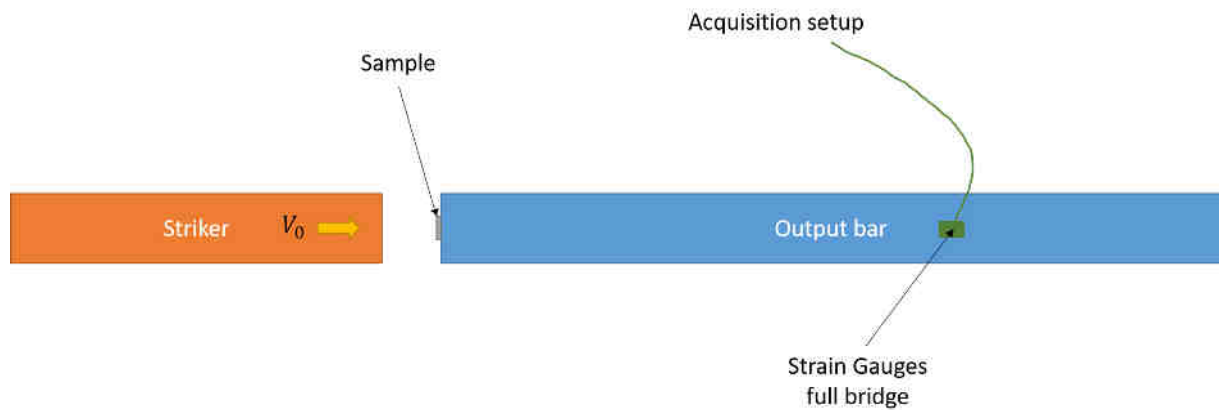 Acquisition setup
Sample
Striker
V₀
Output bar
Strain Gauges
full bridge